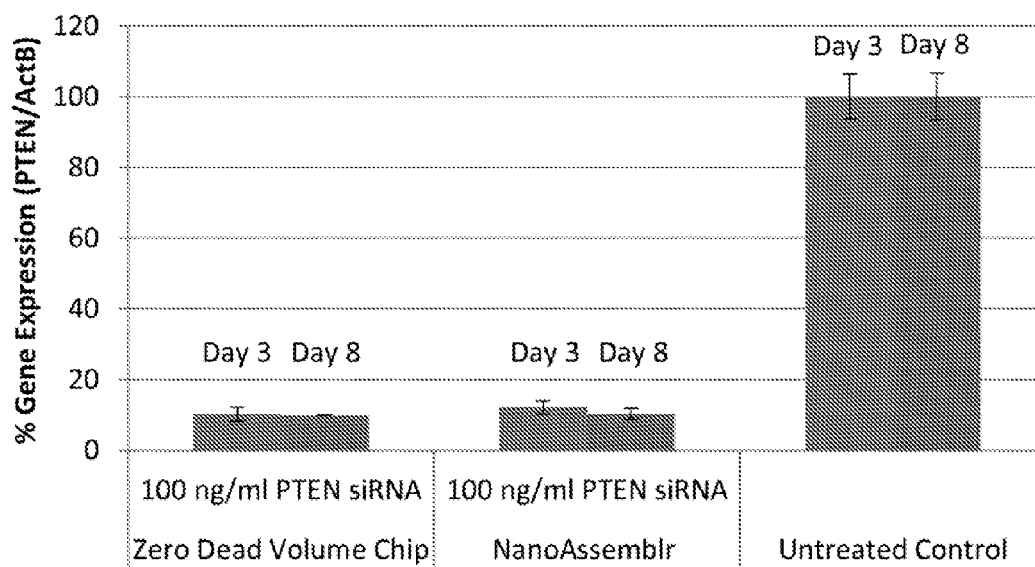 % Gene Expression (PTEN/ActB)
120
100
80
60
40
20
0
Day 3 Day 8
Day 3 Day 8
Day 3 Day 8
100 ng/ml PTEN siRNA
100 ng/ml PTEN siRNA
Zero Dead Volume Chip
NanoAssemblr
Untreated Control